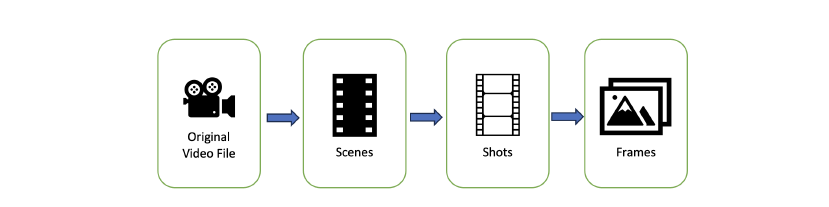 Original
Video File
Scenes
Shots
Frames